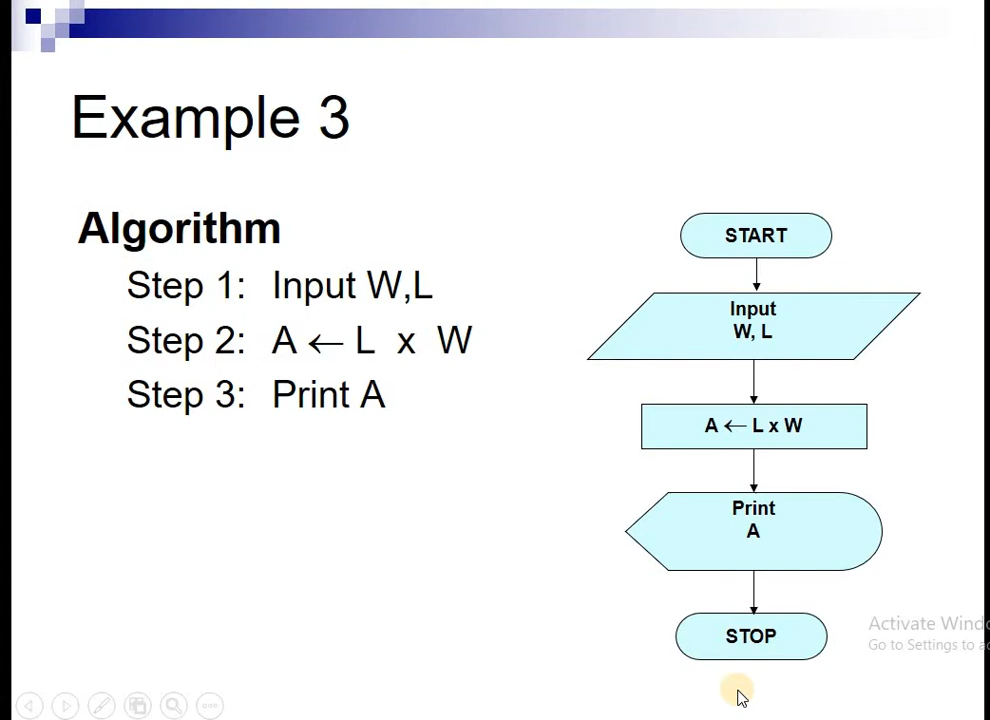 Example 3
Algorithm
Step 1: Input W,L
Step 2: A ← L x W
Step 3: Print A
START
Input
W, L
A ← L x W
Print
A
STOP
Activate Windo
Go to Settings to a